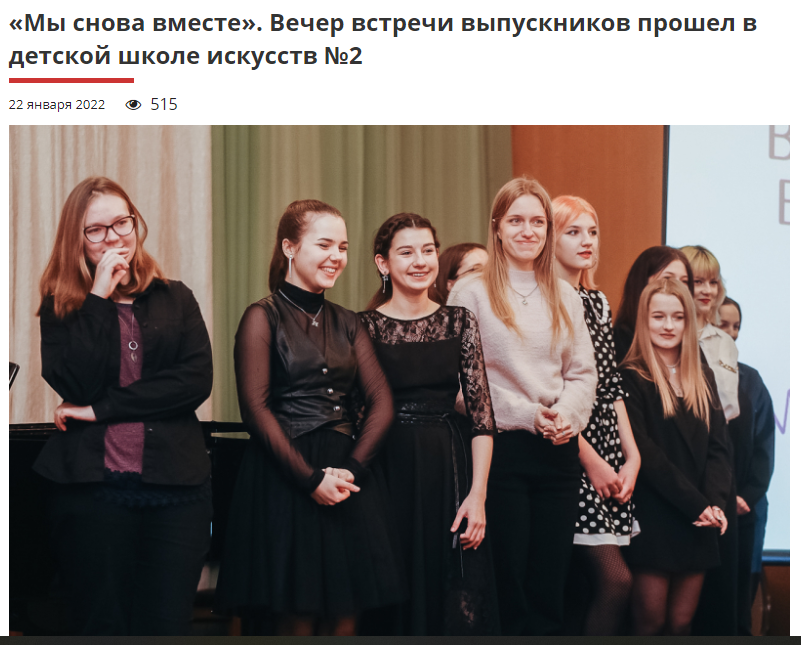 «Мы снова вместе». Вечер встречи выпускников прошел в
детской школе искусств №2
22 января 2022 515